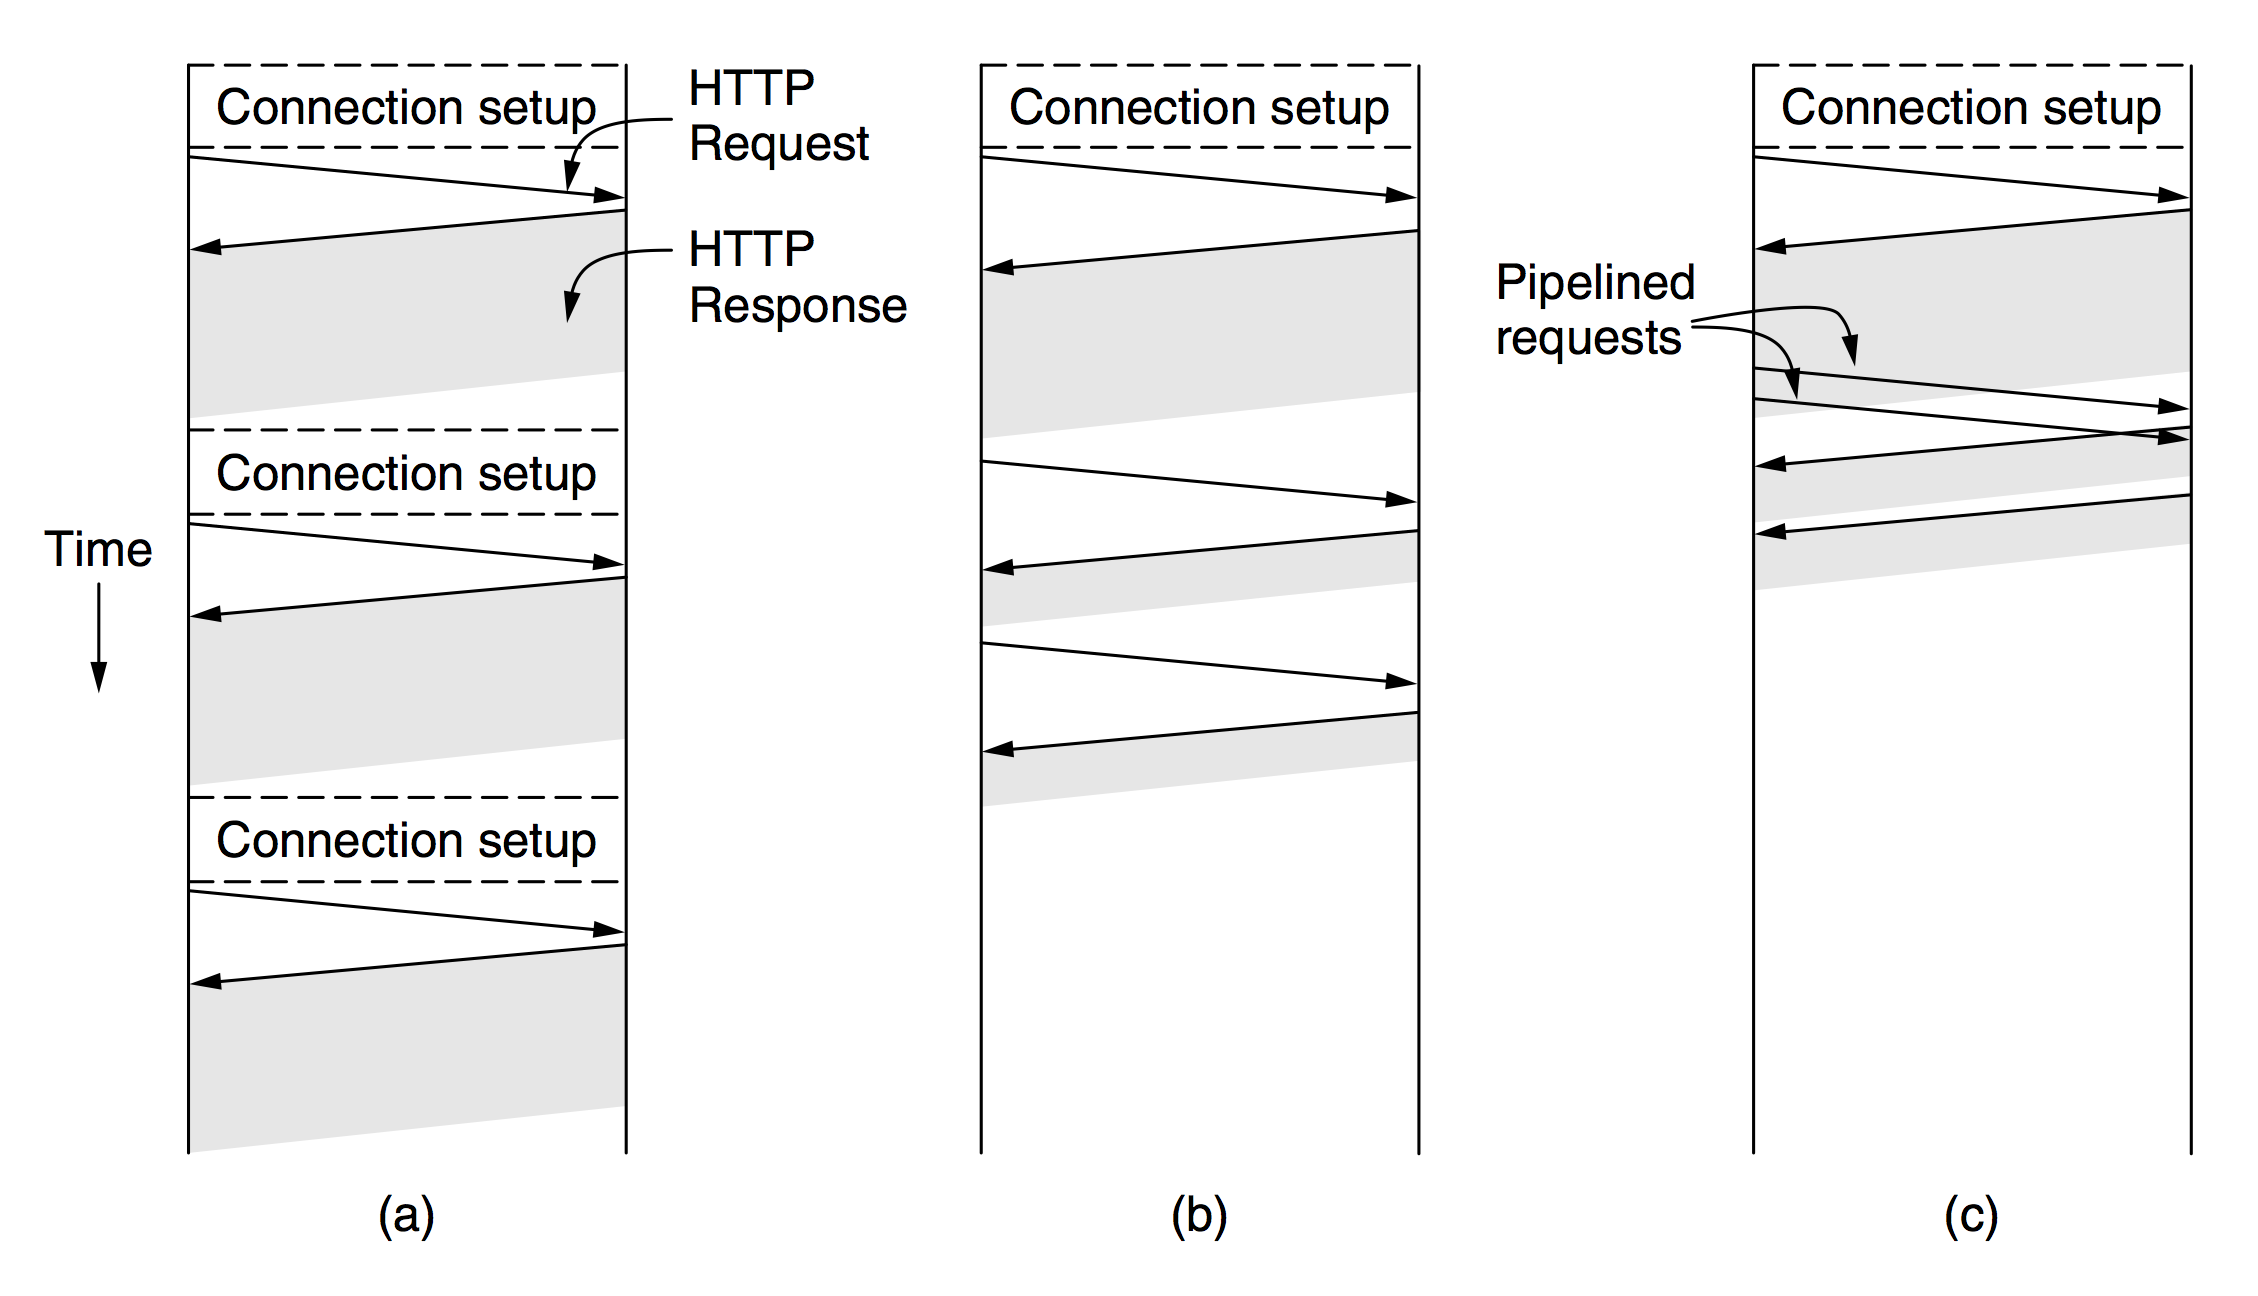 Connection setup
HTTP
Request
HTTP
Response
Connection setup
Time
Connection setup
(a)
Connection setup
(b)
Connection setup
Pipelined
requests
(c)